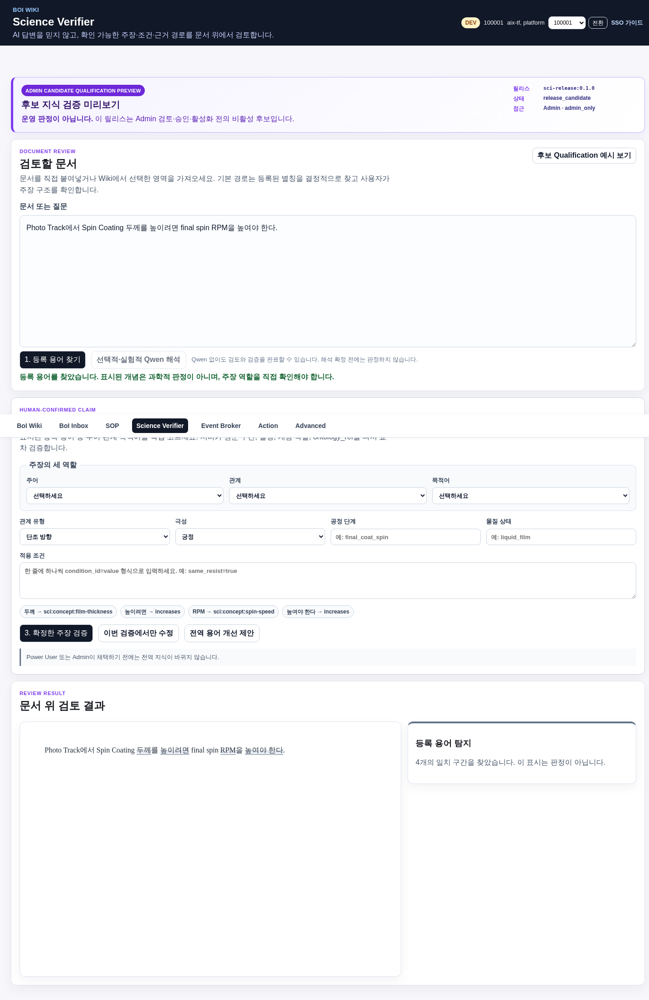 BOI WIKI
Science Verifier
AI 답변을 믿지 않고, 확인 가능한 주장·조건·근거 경로를 문서 위에서 검토합니다.
DEV 100001 aix-tf, platform 100001 전환 SSO 가이드
ADMIN CANDIDATE QUALIFICATION PREVIEW
후보 지식 검증 미리보기
운영 판정이 아닙니다. 이 릴리스는 Admin 검토·승인·활성화 전의 비활성 후보입니다.
릴리스 sci-release:0.1.0
상태 release_candidate
접근 Admin · admin_only
DOCUMENT REVIEW
검토할 문서
후보 Qualification 예시 보기
문서를 직접 붙여넣거나 Wiki에서 선택한 영역을 가져오세요. 기본 경로는 등록된 별칭을 결정적으로 찾고 사용자가
주장 구조를 확인합니다.
문서 또는 질문
Photo Track에서 Spin Coating 두께를 높이려면 final spin RPM을 높여야 한다.
1. 등록 용어 찾기 선택적·실험적 Qwen 해석 Qwen 없이도 검토와 검증을 완료할 수 있습니다. 해석 확정 전에는 판정하지 않습니다.
등록 용어를 찾았습니다. 표시된 개념은 과학적 판정이 아니며, 주장 역할을 직접 확인해야 합니다.
HUMAN-CONFIRMED CLAIM
BoI Wiki BoI Inbox SOP Science Verifier Event Broker Action Advanced
차 검증합니다.
주장의 세 역할
주어 관계 목적어
선택하세요 선택하세요 선택하세요
관계 유형 극성 공정 단계 물질 상태
단조 방향 긍정 예: final_coat_spin 예: liquid_film
적용 조건
한 줄에 하나씩 condition_id=value 형식으로 입력하세요. 예: same_resist=true
두께 → sci:concept:film-thickness 높이려면 → increases RPM → sci:concept:spin-speed 높여야 한다 → increases
3. 확정한 주장 검증 이번 검증에서만 수정 전역 용어 개선 제안
Power User 또는 Admin이 채택하기 전에는 전역 지식이 바뀌지 않습니다.
REVIEW RESULT
문서 위 검토 결과
Photo Track에서 Spin Coating 두께를 높이려면 final spin RPM을 높여야 한다.
등록 용어 탐지
4개의 일치 구간을 찾았습니다. 이 표시는 판정이 아닙니다.